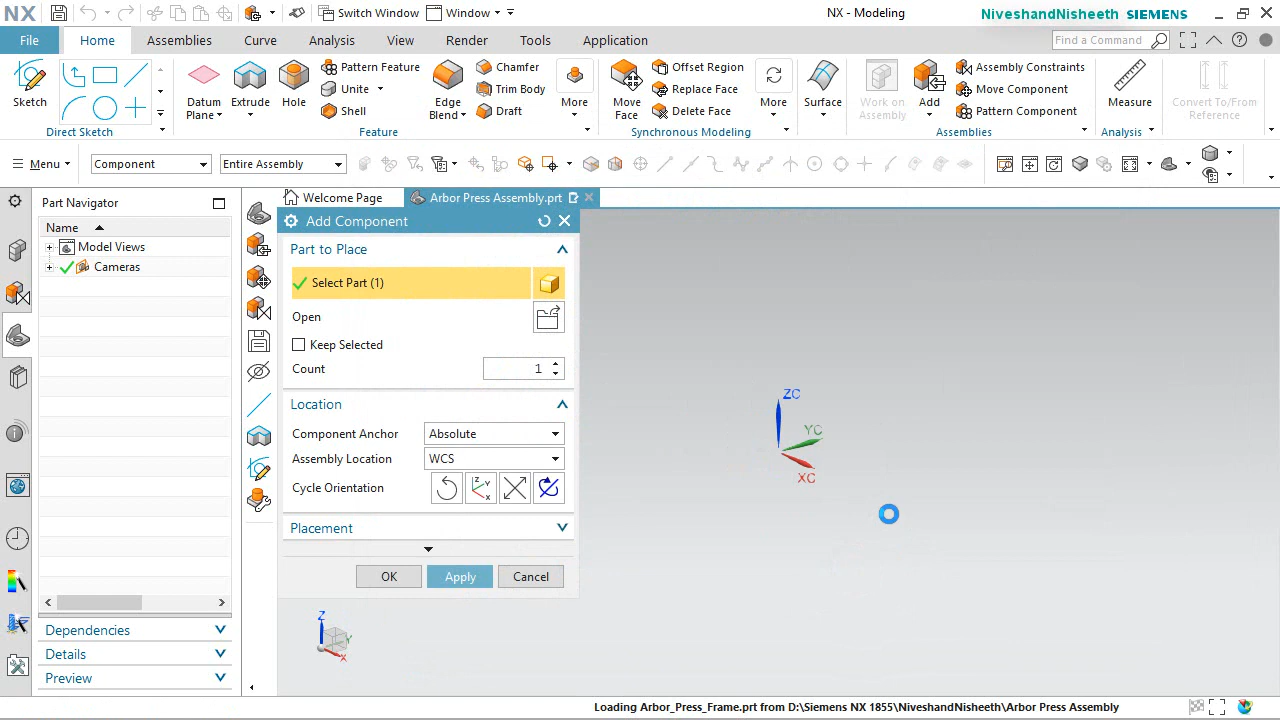 NX
Switch Window
Window
NX - Modeling
NiveshandNisheeth SIEMENS
File
Home
Assemblies
Curve
Analysis
View
Render
Tools
Application
Find a Command
Sketch
Direct Sketch
Datum Plane
Extrude
Hole
Pattern Feature
Unite
Shell
Edge Blend
Chamfer
Trim Body
Draft
More
Feature
Move Face
Offset Region
Replace Face
Delete Face
More
Synchronous Modeling
Surface
Work on Assembly
Add
Assembly Constraints
Move Component
Pattern Component
Assemblies
Measure
Analysis
Convert To/From Reference
Menu
Component
Entire Assembly
Part Navigator
Name
Model Views
Cameras
Dependencies
Details
Preview
Welcome Page
Arbor Press Assembly.prt
Add Component
Part to Place
Select Part (1)
Open
Keep Selected
Count
1
Location
Component Anchor
Absolute
Assembly Location
WCS
Cycle Orientation
Placement
OK
Apply
Cancel
ZC
YC
XC
Z
Y
X
Loading Arbor_Press_Frame.prt from D:\Siemens NX 1855\NiveshandNisheeth\Arbor Press Assembly